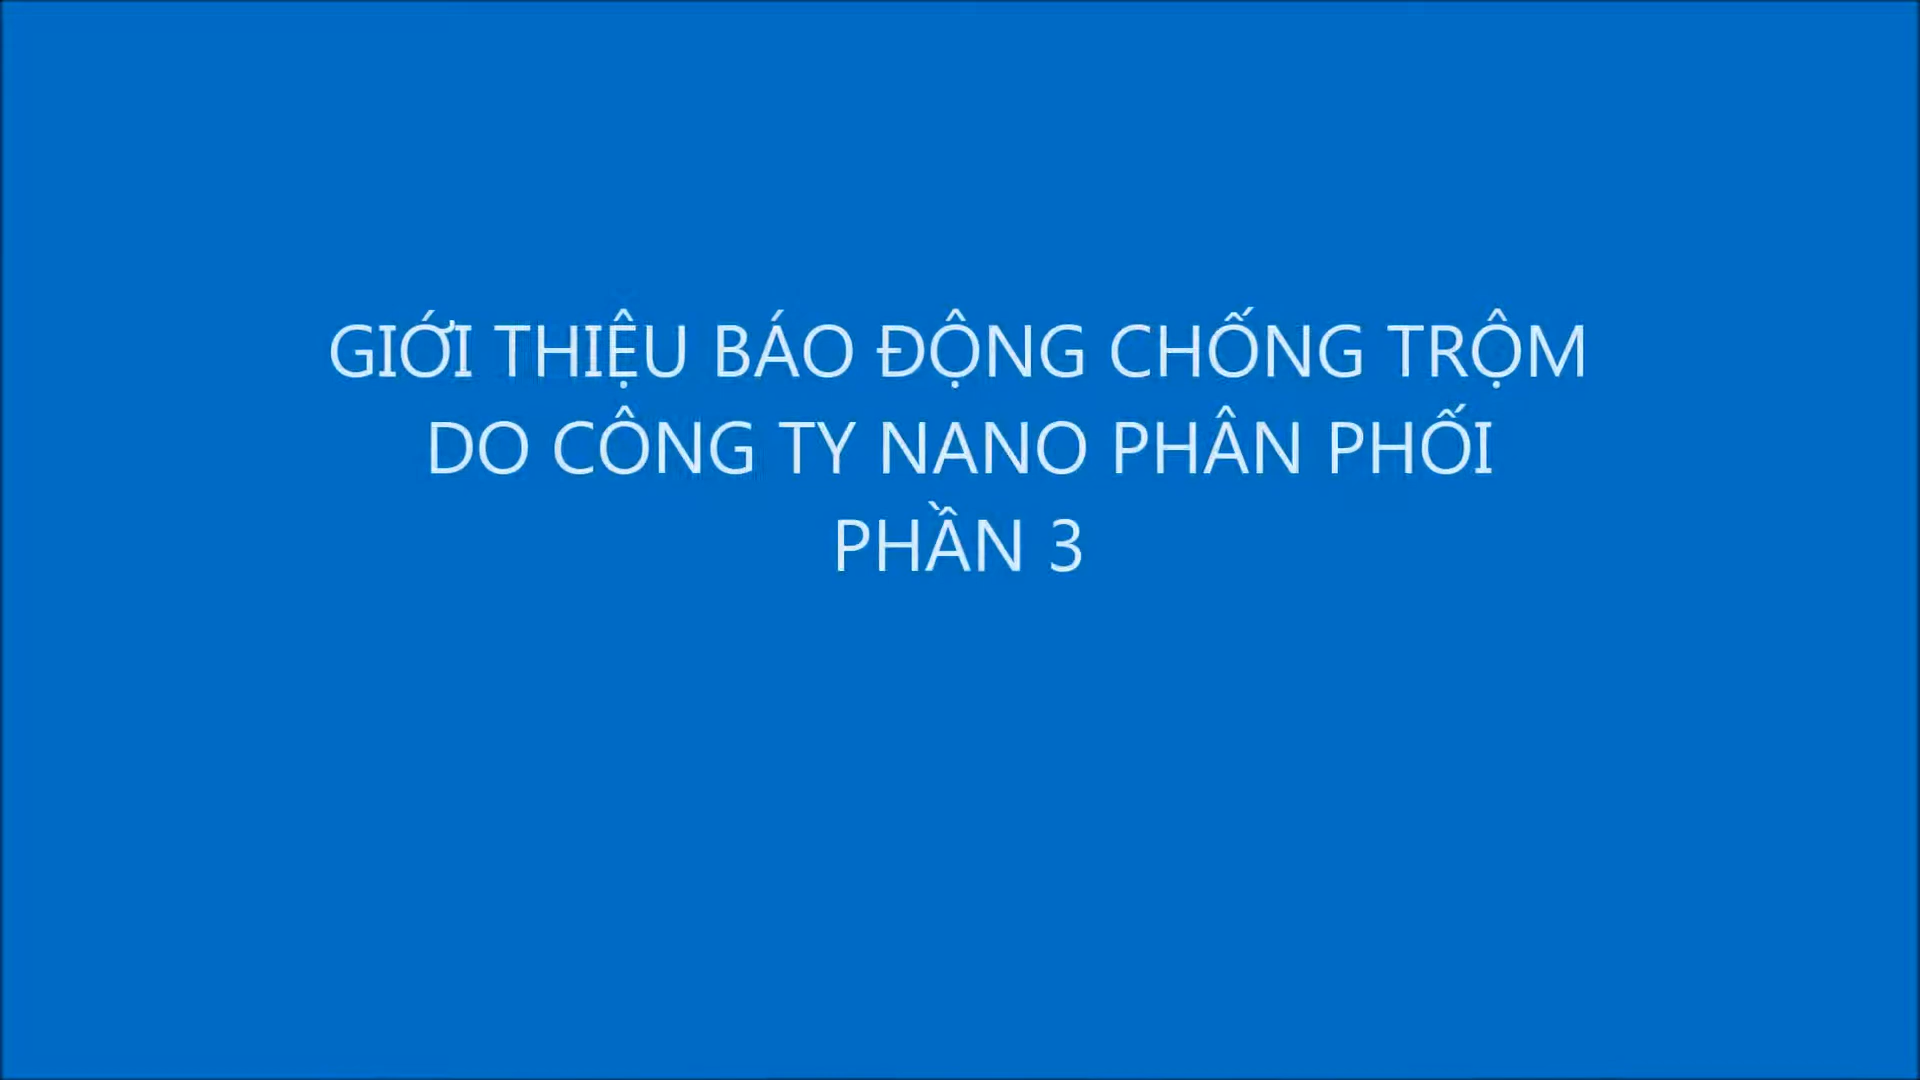 GIỚI THIỆU BÁO ĐỘNG CHỐNG TRỘM
DO CÔNG TY NANO PHÂN PHỐI
PHẦN 3